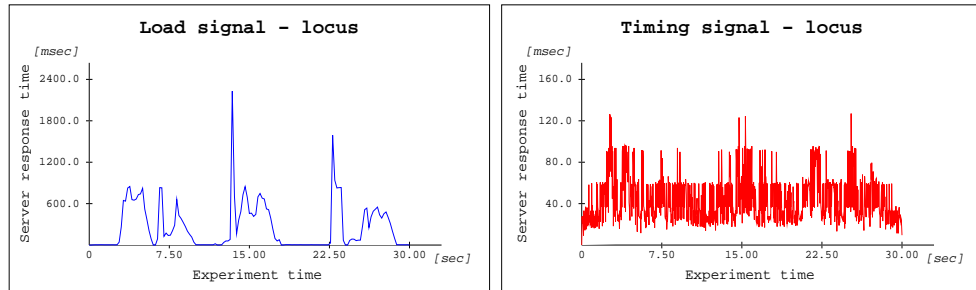 Load signal - locus
[msec]
Server response time
2400.0
1800.0
1200.0
600.0
0
7.50
15.00
22.50
30.00
[sec]
Experiment time
Timing signal - locus
[msec]
Server response time
160.0
120.0
80.0
40.0
0
7.50
15.00
22.50
30.00
[sec]
Experiment time